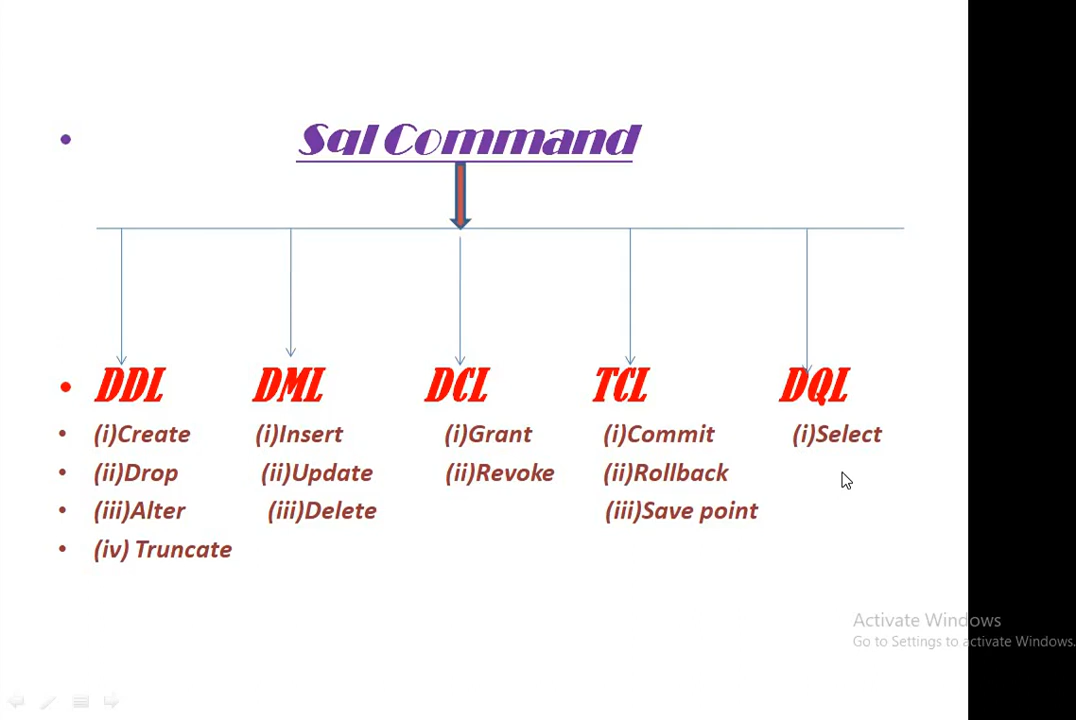 Sql Command
DDL DML DCL TCL DQL
(i)Create (i)Insert (i)Grant (i)Commit (i)Select
(ii)Drop (ii)Update (ii)Revoke (ii)Rollback
(iii)Alter (iii)Delete (iii)Save point
(iv) Truncate
Activate Windows
Go to Settings to activate Windows.